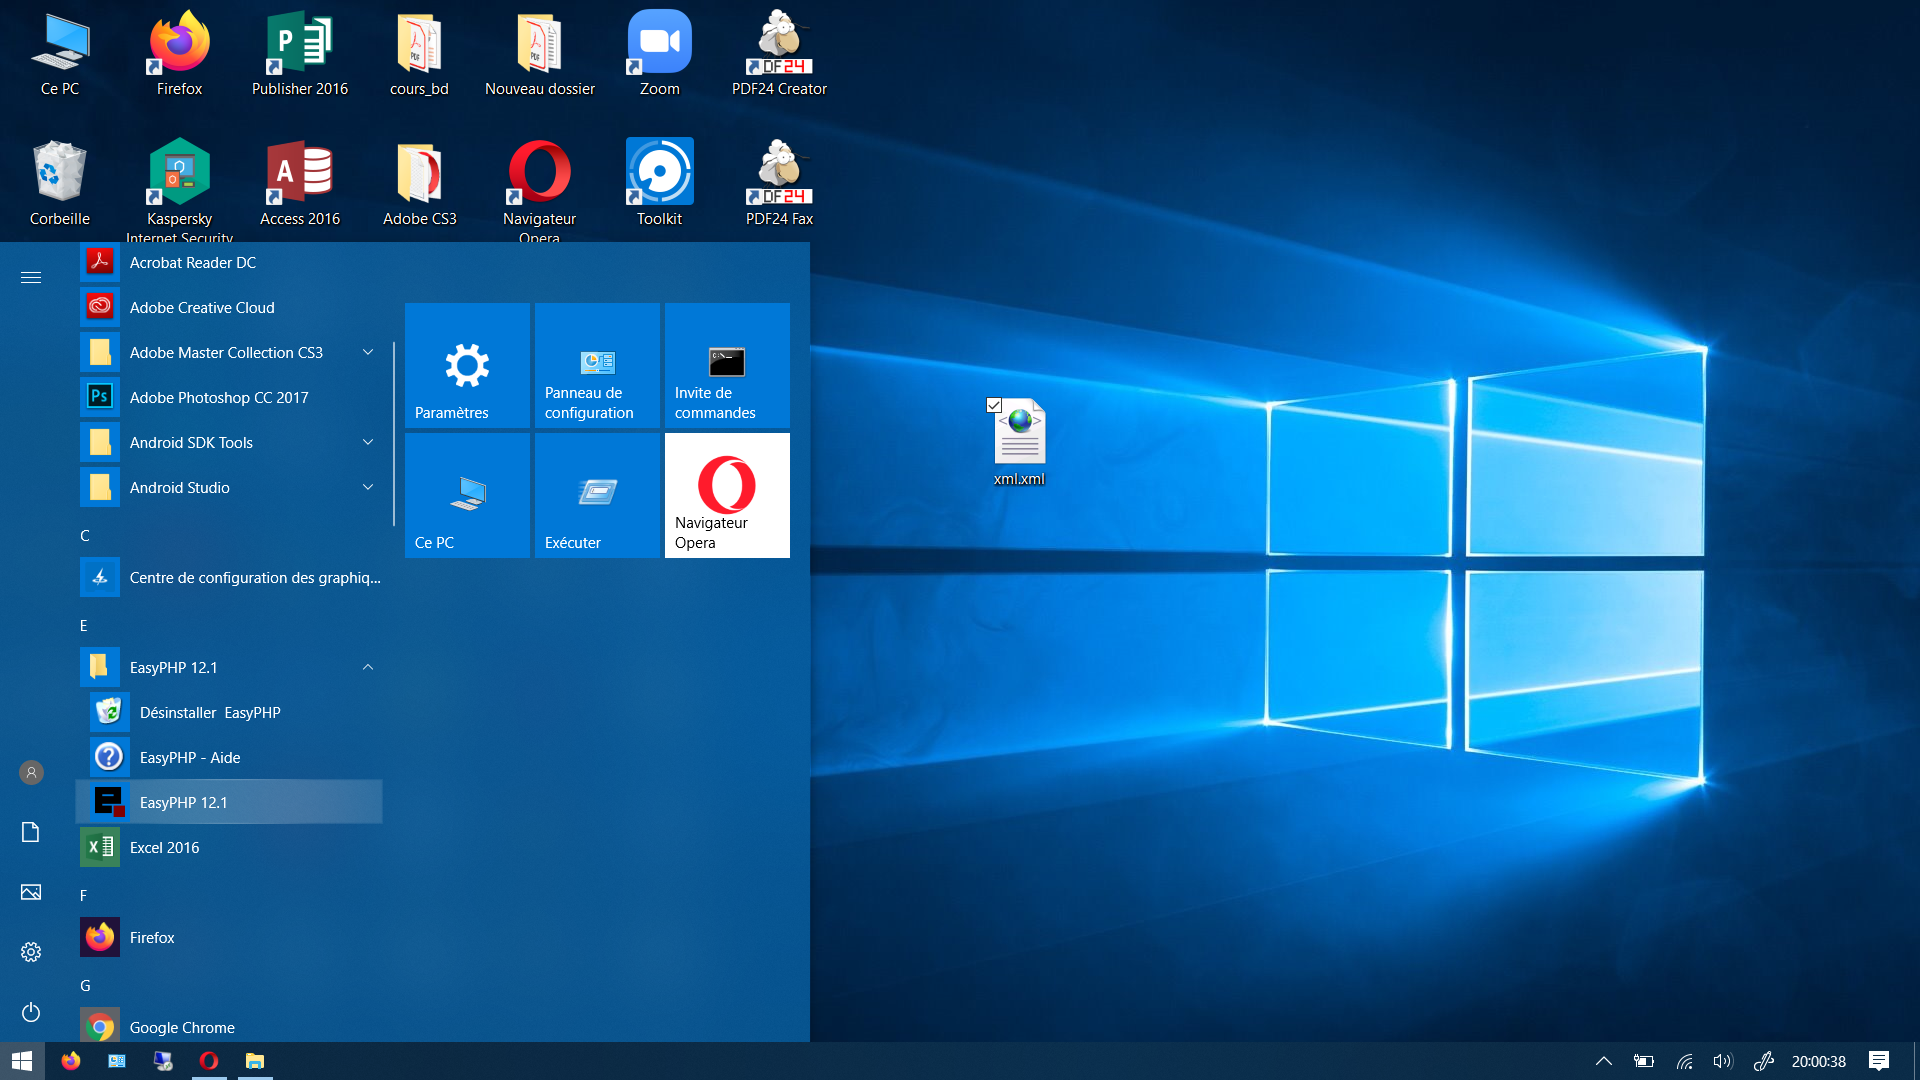 Ce PC
Firefox
Publisher 2016
cours_bd
Nouveau dossier
Zoom
PDF24 Creator
Corbeille
Kaspersky
Internet Security
Access 2016
Adobe CS3
Navigateur
Opera
Toolkit
PDF24 Fax
Acrobat Reader DC
Adobe Creative Cloud
Adobe Master Collection CS3
Adobe Photoshop CC 2017
Android SDK Tools
Android Studio
C
Centre de configuration des graphiq...
E
EasyPHP 12.1
Désinstaller  EasyPHP
EasyPHP - Aide
EasyPHP 12.1
Excel 2016
F
Firefox
G
Google Chrome
Paramètres
Panneau de
configuration
Invite de
commandes
Ce PC
Exécuter
Navigateur
Opera
xml.xml
20:00:38